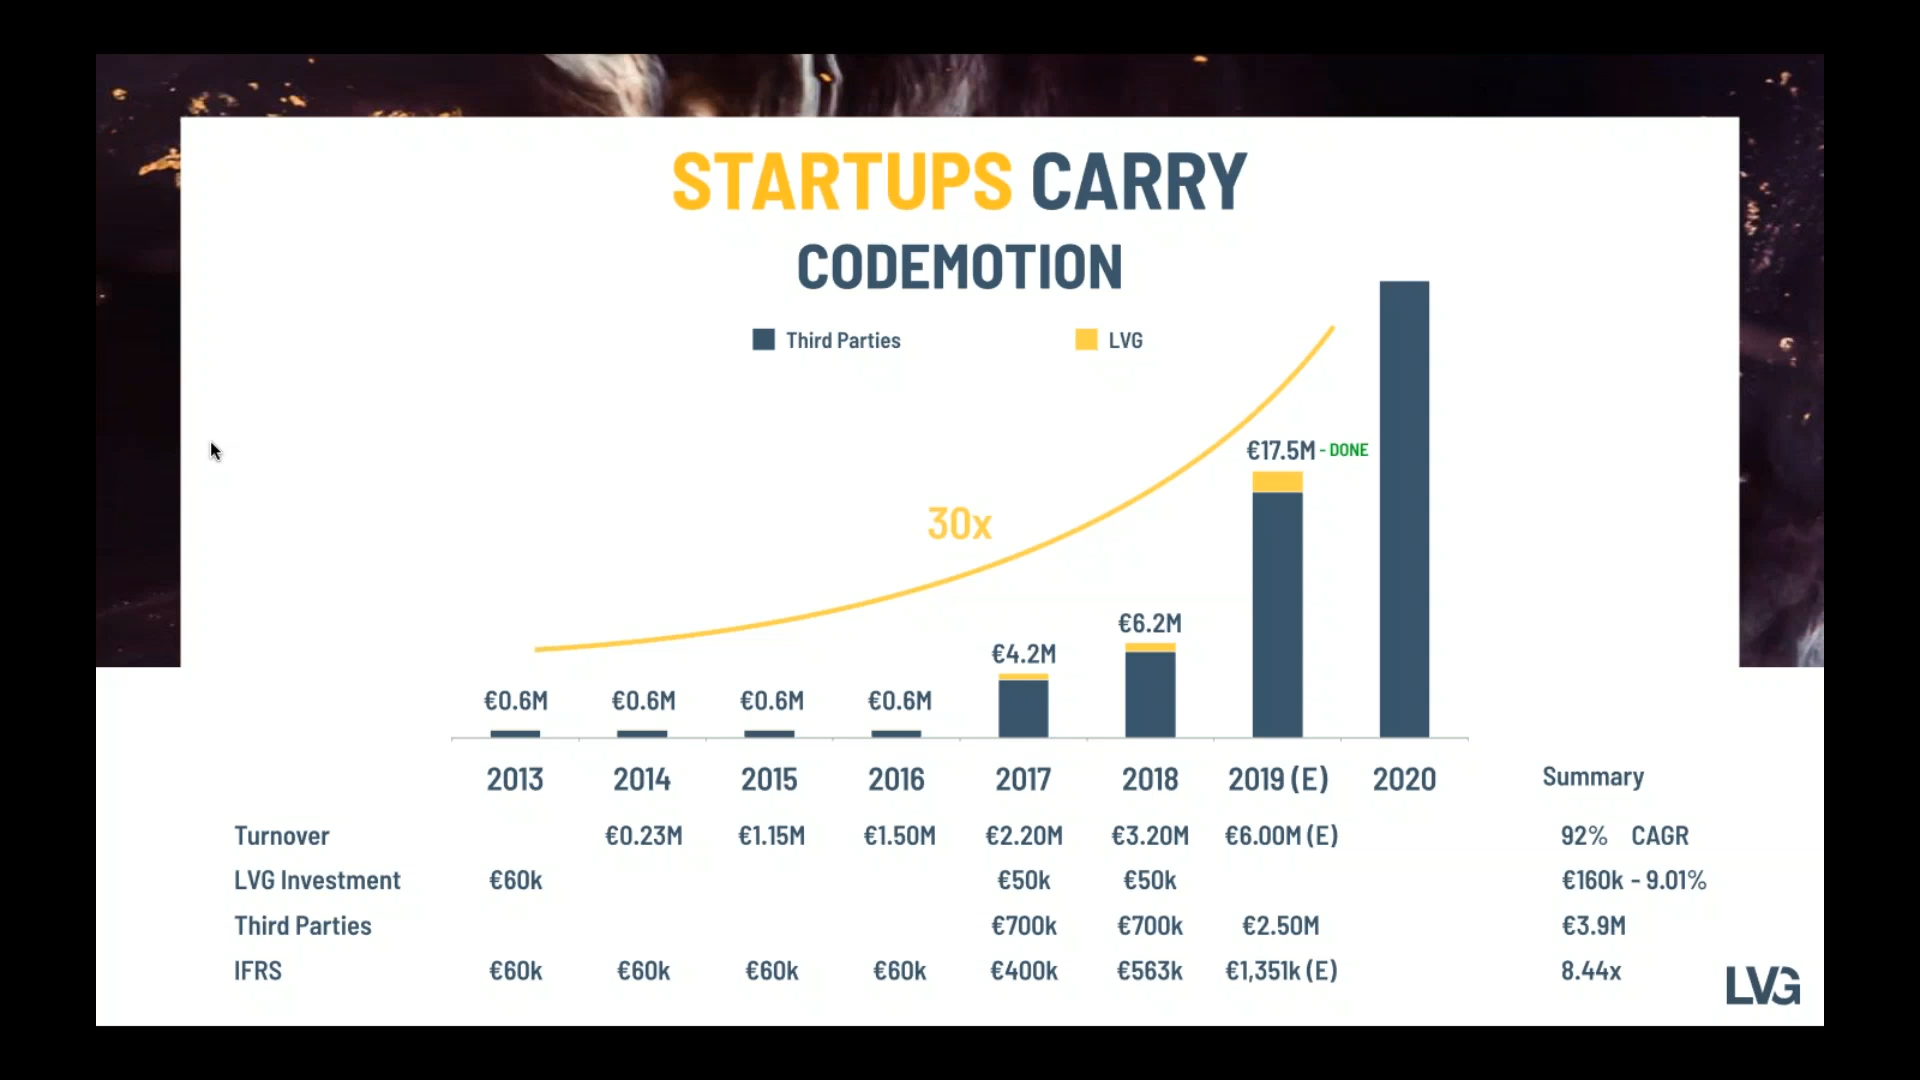 STARTUPS CARRY
CODEMOTION
Third Parties LVG
€17.5M - DONE
30x
€6.2M
€4.2M
€0.6M €0.6M €0.6M €0.6M
2013 2014 2015 2016 2017 2018 2019 (E) 2020 Summary
Turnover €0.23M €1.15M €1.50M €2.20M €3.20M €6.00M (E) 92% CAGR
LVG Investment €60k €50k €50k €160k - 9.01%
Third Parties €700k €700k €2.50M €3.9M
IFRS €60k €60k €60k €60k €400k €563k €1,351k (E) 8.44x
LVG